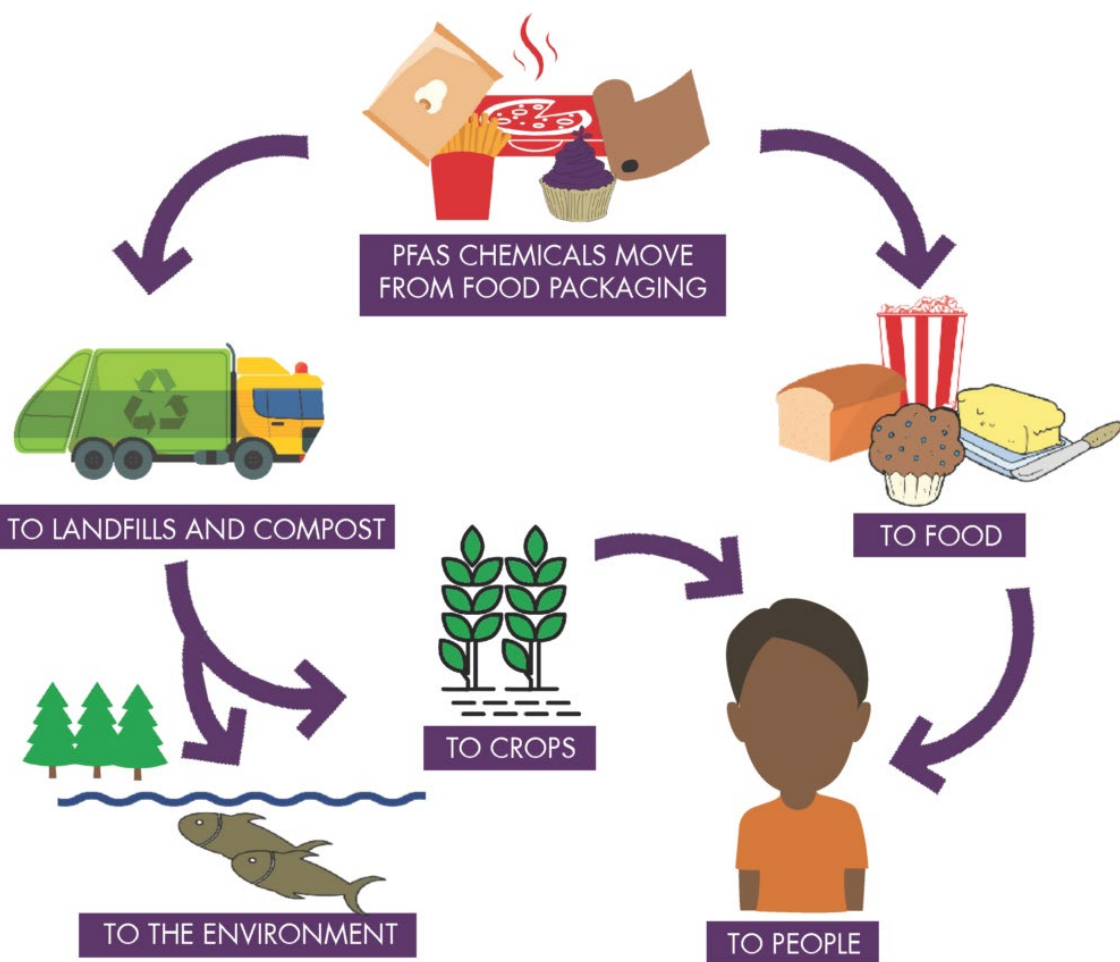 PFAS CHEMICALS MOVE
FROM FOOD PACKAGING
TO LANDFILLS AND COMPOST
TO FOOD
TO CROPS
TO THE ENVIRONMENT
TO PEOPLE